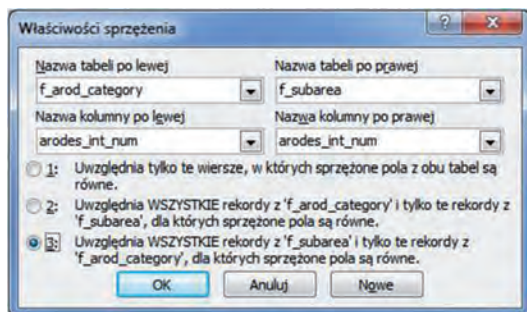 Właściwości sprzężenia
Nazwa tabeli po lewej
Nazwa tabeli po prawej
f_arod_category
f_subarea
Nazwa kolumny po lewej
Nazwa kolumny po prawej
arodes_int_num
arodes_int_num
1: Uwzględnia tylko te wiersze, w których sprzężone pola z obu tabel są
równe.
2: Uwzględnia WSZYSTKIE rekordy z 'f_arod_category' i tylko te rekordy z
'f_subarea', dla których sprzężone pola są równe.
3: Uwzględnia WSZYSTKIE rekordy z 'f_subarea' i tylko te rekordy z
'f_arod_category', dla których sprzężone pola są równe.
OK
Anuluj
Nowe